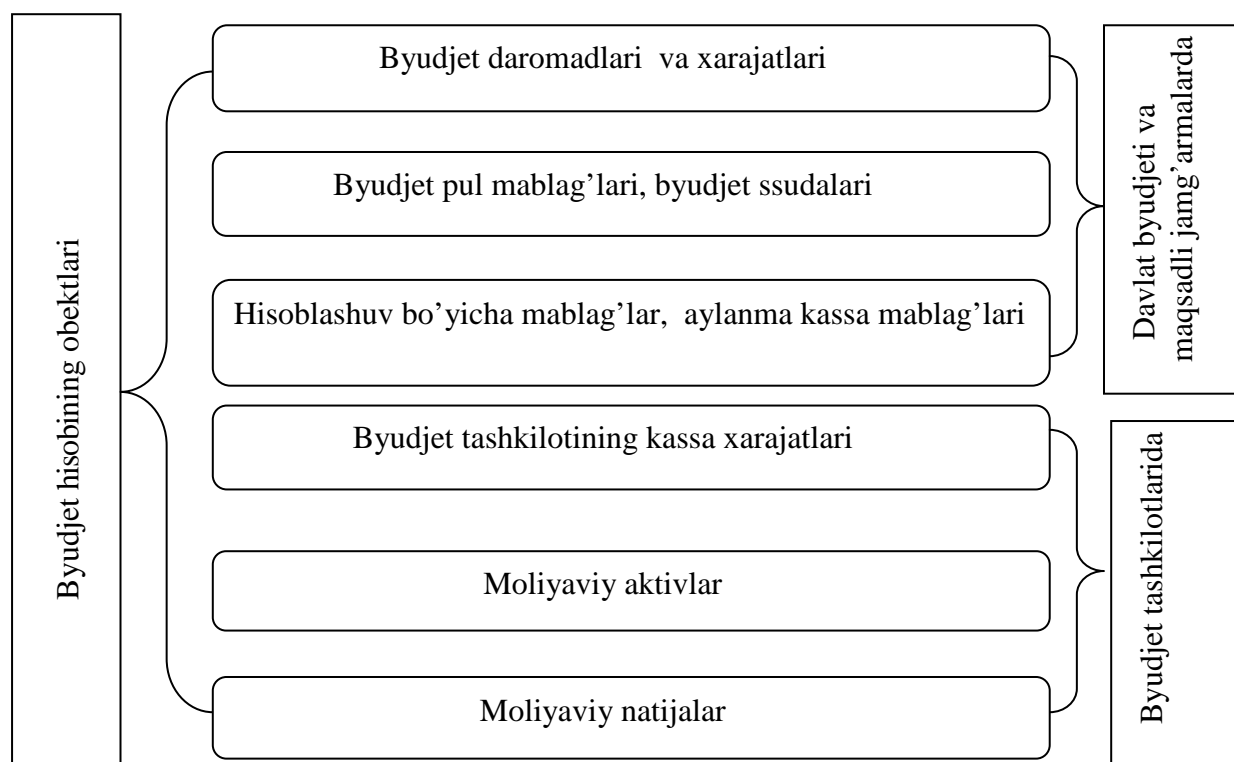 Byudjet hisobining obektlari
Byudjet daromadlari va xarajatlari
Byudjet pul mablag’lari, byudjet ssudalari
Hisoblashuv bo’yicha mablag’lar, aylanma kassa mablag’lari
Byudjet tashkilotining kassa xarajatlari
Moliyaviy aktivlar
Moliyaviy natijalar
Davlat byudjeti va
maqsadli jamg’armalarda
Byudjet tashkilotlarida